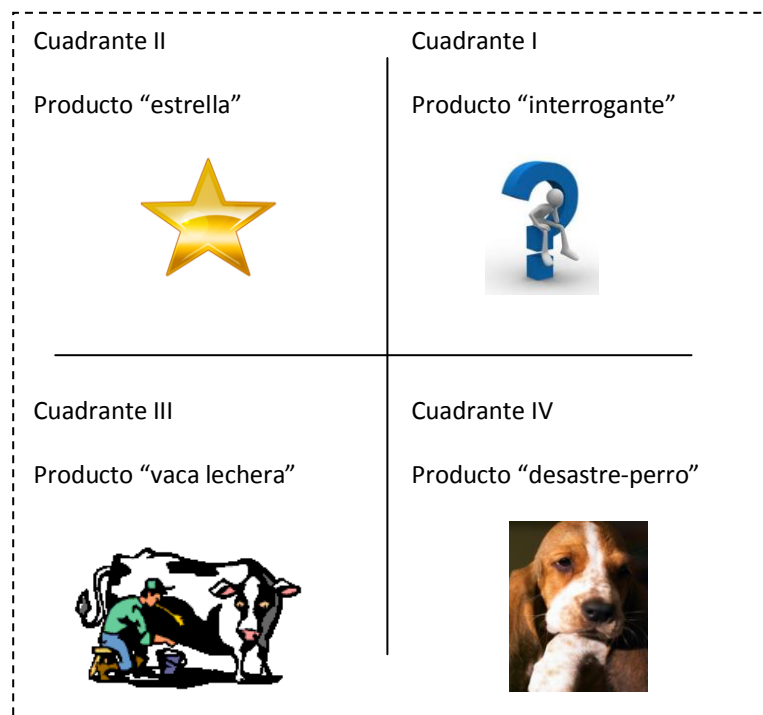 Cuadrante II
Producto “estrella”
Cuadrante I
Producto “interrogante”
Cuadrante III
Producto “vaca lechera”
Cuadrante IV
Producto “desastre-perro”